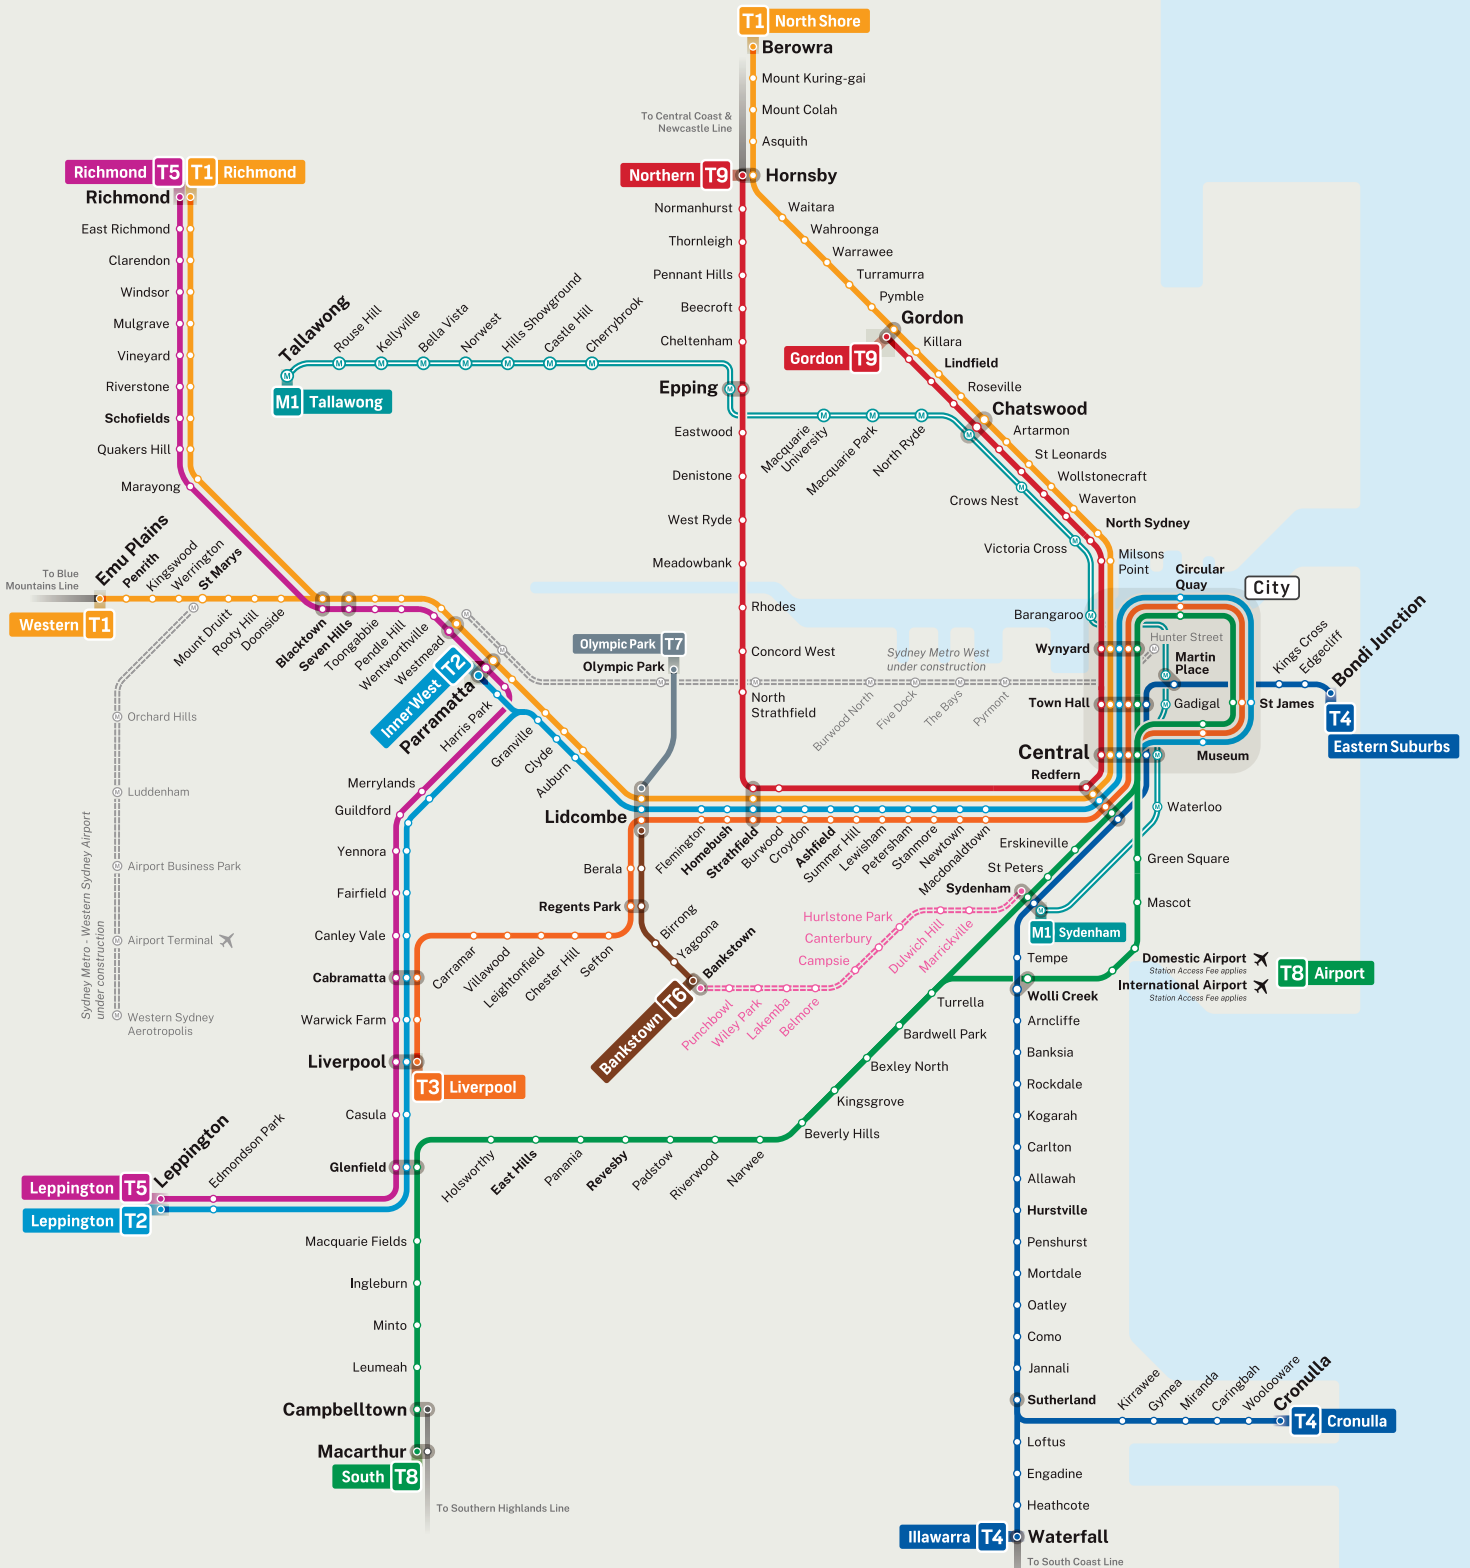 T1 North Shore
Berowra
Mount Kuring-gai
Mount Colah
Asquith
To Central Coast &
Newcastle Line
Northern T9
Hornsby
Normanhurst
Thornleigh
Pennant Hills
Beecroft
Cheltenham
Epping
Eastwood
Denistone
West Ryde
Meadowbank
Rhodes
Concord West
North
Strathfield
Waitara
Wahroonga
Warrawee
Turramurra
Pymble
Gordon
Gordon T9
Killara
Lindfield
Roseville
Chatswood
Artarmon
St Leonards
Wollstonecraft
Waverton
North Sydney
Milsons
Point
Richmond T5
T1 Richmond
Richmond
East Richmond
Clarendon
Windsor
Mulgrave
Vineyard
Riverstone
Schofields
Quakers Hill
Marayong
Tallawong
M1 Tallawong
Rouse Hill
Kellyville
Bella Vista
Norwest
Hills Showground
Castle Hill
Cherrybrook
Macquarie
University
Macquarie Park
North Ryde
Crows Nest
Victoria Cross
Barangaroo
To Blue
Mountains Line
Western T1
Emu Plains
Penrith
Kingswood
Werrington
St Marys
Mount Druitt
Rooty Hill
Doonside
Blacktown
Seven Hills
Toongabbie
Pendle Hill
Wentworthville
Westmead
Inner West T2
Parramatta
Harris Park
Granville
Clyde
Auburn
Lidcombe
Olympic Park T7
Olympic Park
Sydney Metro West
under construction
Burwood North
Five Dock
The Bays
Pyrmont
Hunter Street
Circular
Quay
City
Wynyard
Martin
Place
Town Hall
Gadigal
St James
Central
Museum
Redfern
Kings Cross
Edgecliff
Bondi Junction
T4
Eastern Suburbs
Waterloo
Flemington
Homebush
Strathfield
Burwood
Croydon
Ashfield
Summer Hill
Lewisham
Petersham
Stanmore
Newtown
Macdonaldtown
Erskineville
St Peters
Sydenham
M1 Sydenham
Green Square
Mascot
Domestic Airport
Station Access Fee applies
International Airport
Station Access Fee applies
T8 Airport
Tempe
Wolli Creek
Arncliffe
Banksia
Rockdale
Kogarah
Carlton
Allawah
Hurstville
Penshurst
Mortdale
Oatley
Como
Jannali
Sutherland
Loftus
Engadine
Heathcote
Illawarra T4
Waterfall
To South Coast Line
Kirrawee
Gymea
Miranda
Caringbah
Woolooware
Cronulla
T4 Cronulla
Orchard Hills
Luddenham
Airport Business Park
Airport Terminal
Western Sydney
Aerotropolis
Sydney Metro - Western Sydney Airport
under construction
Merrylands
Guildford
Yennora
Fairfield
Canley Vale
Cabramatta
Warwick Farm
Liverpool
T3 Liverpool
Casula
Glenfield
Leppington
Edmondson Park
Leppington T5
Leppington T2
Berala
Regents Park
Carramar
Villawood
Leightonfield
Chester Hill
Sefton
Birrong
Yagoona
Bankstown
Bankstown T6
Punchbowl
Wiley Park
Lakemba
Belmore
Campsie
Canterbury
Hurlstone Park
Dulwich Hill
Marrickville
Turrella
Bardwell Park
Bexley North
Kingsgrove
Beverly Hills
Narwee
Riverwood
Padstow
Revesby
Panania
East Hills
Holsworthy
Macquarie Fields
Ingleburn
Minto
Leumeah
Campbelltown
Macarthur
South T8
To Southern Highlands Line